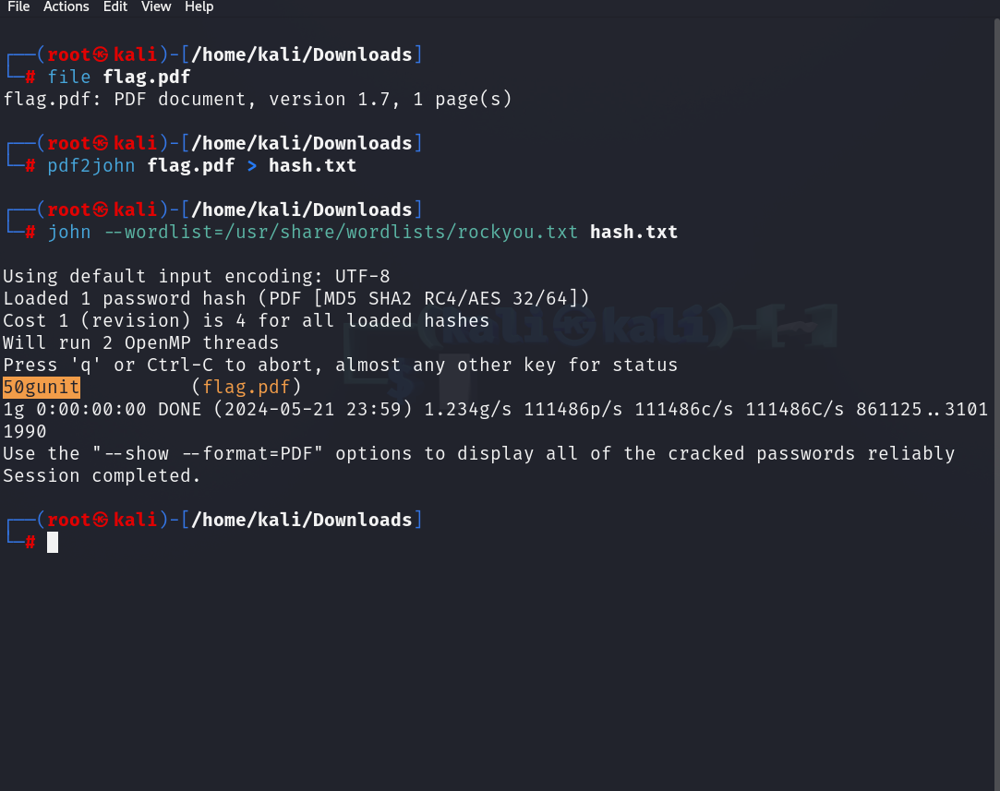 File Actions Edit View Help
┌──(root㉿kali)-[/home/kali/Downloads]
└─# file flag.pdf
flag.pdf: PDF document, version 1.7, 1 page(s)
┌──(root㉿kali)-[/home/kali/Downloads]
└─# pdf2john flag.pdf > hash.txt
┌──(root㉿kali)-[/home/kali/Downloads]
└─# john --wordlist=/usr/share/wordlists/rockyou.txt hash.txt
Using default input encoding: UTF-8
Loaded 1 password hash (PDF [MD5 SHA2 RC4/AES 32/64])
Cost 1 (revision) is 4 for all loaded hashes
Will run 2 OpenMP threads
Press 'q' or Ctrl-C to abort, almost any other key for status
50gunit (flag.pdf)
1g 0:00:00:00 DONE (2024-05-21 23:59) 1.234g/s 111486p/s 111486c/s 111486C/s 861125..3101
1990
Use the "--show --format=PDF" options to display all of the cracked passwords reliably
Session completed.
┌──(root㉿kali)-[/home/kali/Downloads]
└─#
┌──(kali㉿kali)-[~]
└─$